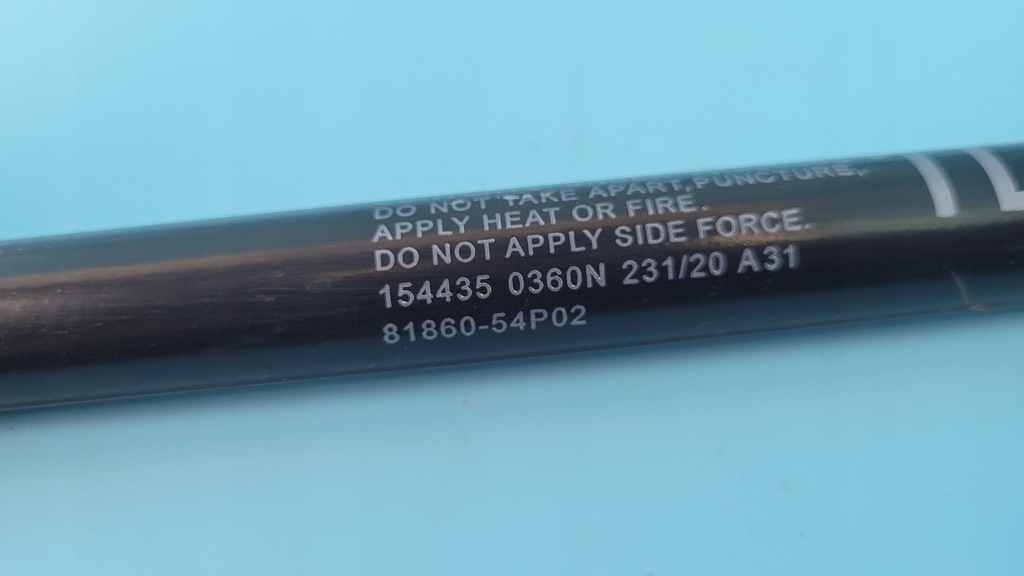 DO NOT TAKE APART, PUNCTURE,
APPLY HEAT OR FIRE.
DO NOT APPLY SIDE FORCE.
154435 0360N 231/20 A31
81860-54P02